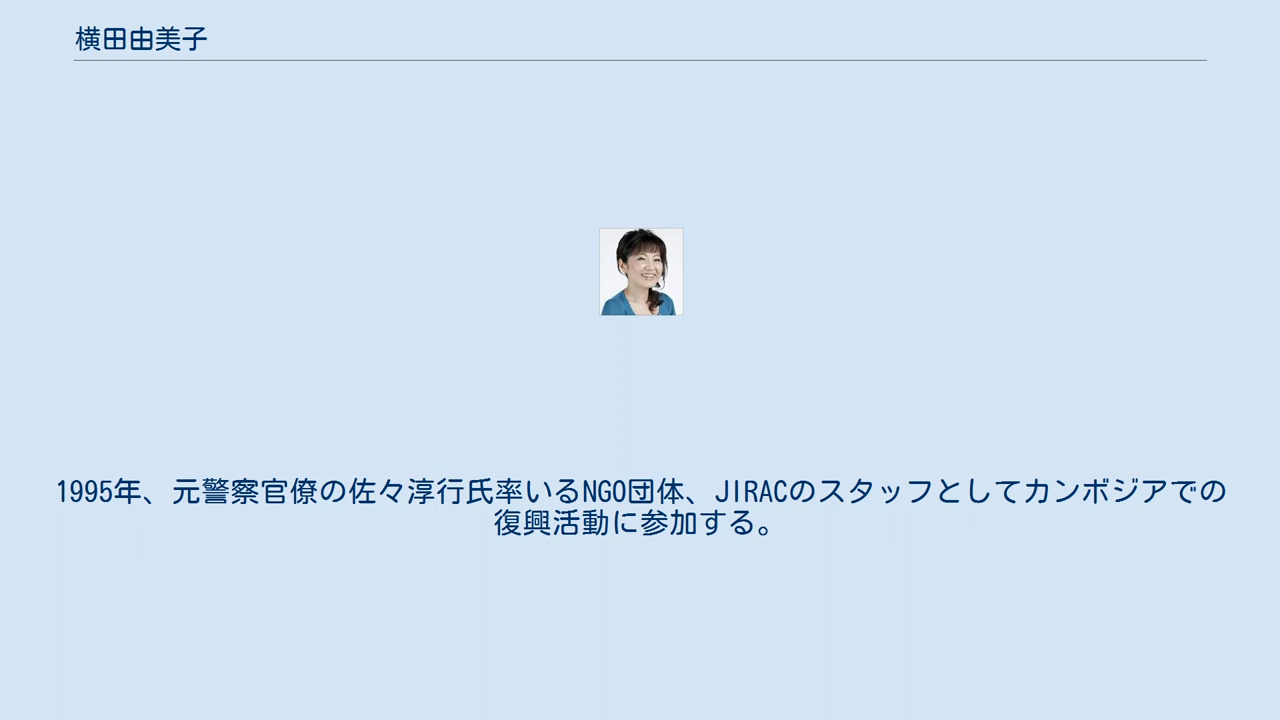 横田由美子
1995年、元警察官僚の佐々淳行氏率いるNGO団体、JIRACのスタッフとしてカンボジアでの
復興活動に参加する。